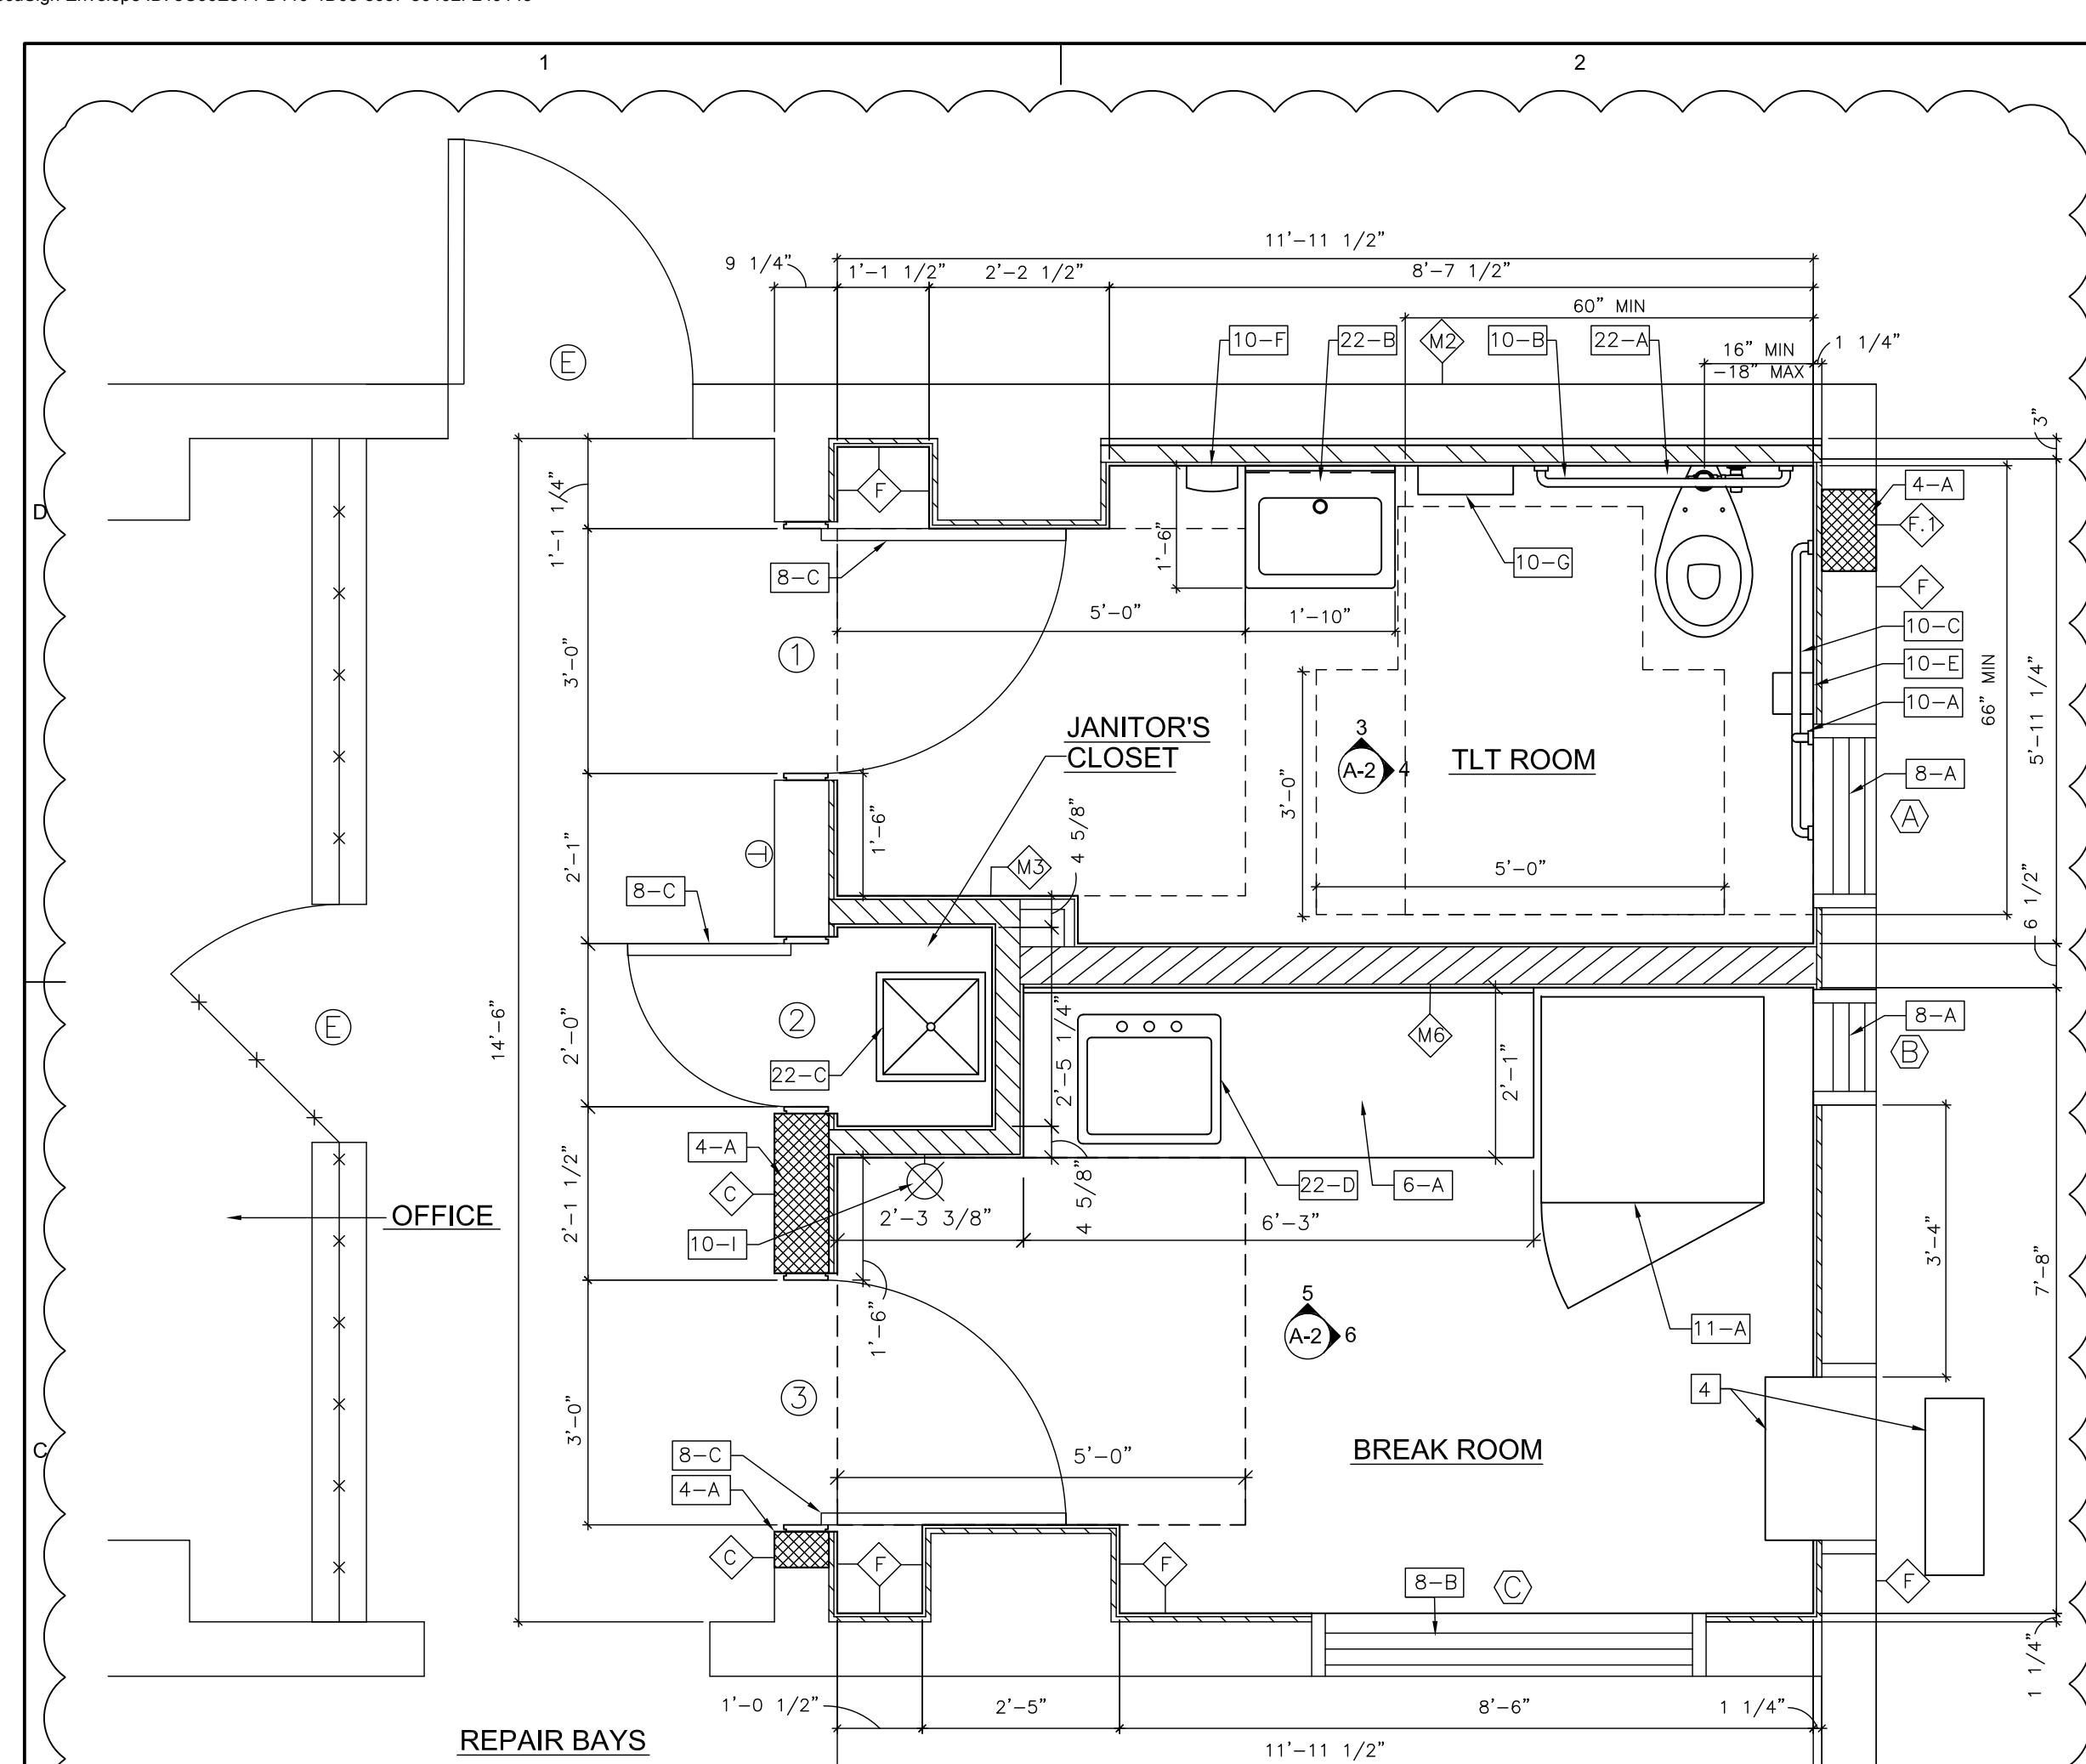 1
2
11'-11 1/2"
9 1/4"
1'-1 1/2"
2'-2 1/2"
8'-7 1/2"
60" MIN
10-F
22-B
M2
10-B
22-A
16" MIN
-18" MAX
1 1/4"
E
3"
D
F
4-A
F.1
1'-1 1/4"
8-C
1'-6"
10-G
F
5'-0"
1'-10"
10-C
3'-0"
1
10-E
66" MIN
5'-11 1/4"
10-A
JANITOR'S
CLOSET
3
A-2
4
TLT ROOM
8-A
3'-0"
A
2'-1"
1'-6"
4 5/8"
M3
5'-0"
8-C
6 1/2"
14'-6"
E
2'-0"
2
22-C
2'-5 1/4"
M6
2'-1"
8-A
B
4-A
C
OFFICE
2'-1 1/2"
10-I
2'-3 3/8"
4 5/8"
22-D
6-A
6'-3"
3'-4"
7'-8"
1'-6"
5
A-2
6
11-A
3
3'-0"
4
C
8-C
5'-0"
BREAK ROOM
4-A
C
F
F
8-B
C
F
1 1/4"
1'-0 1/2"
2'-5"
8'-6"
1 1/4"
REPAIR BAYS
11'-11 1/2"